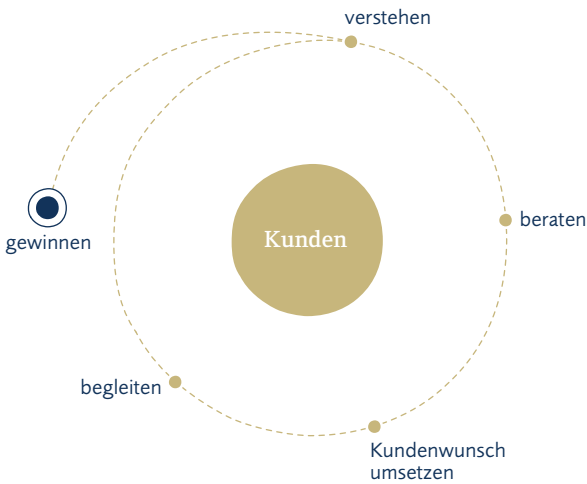 verstehen
beraten
Kunden
gewinnen
begleiten
Kundenwunsch
umsetzen